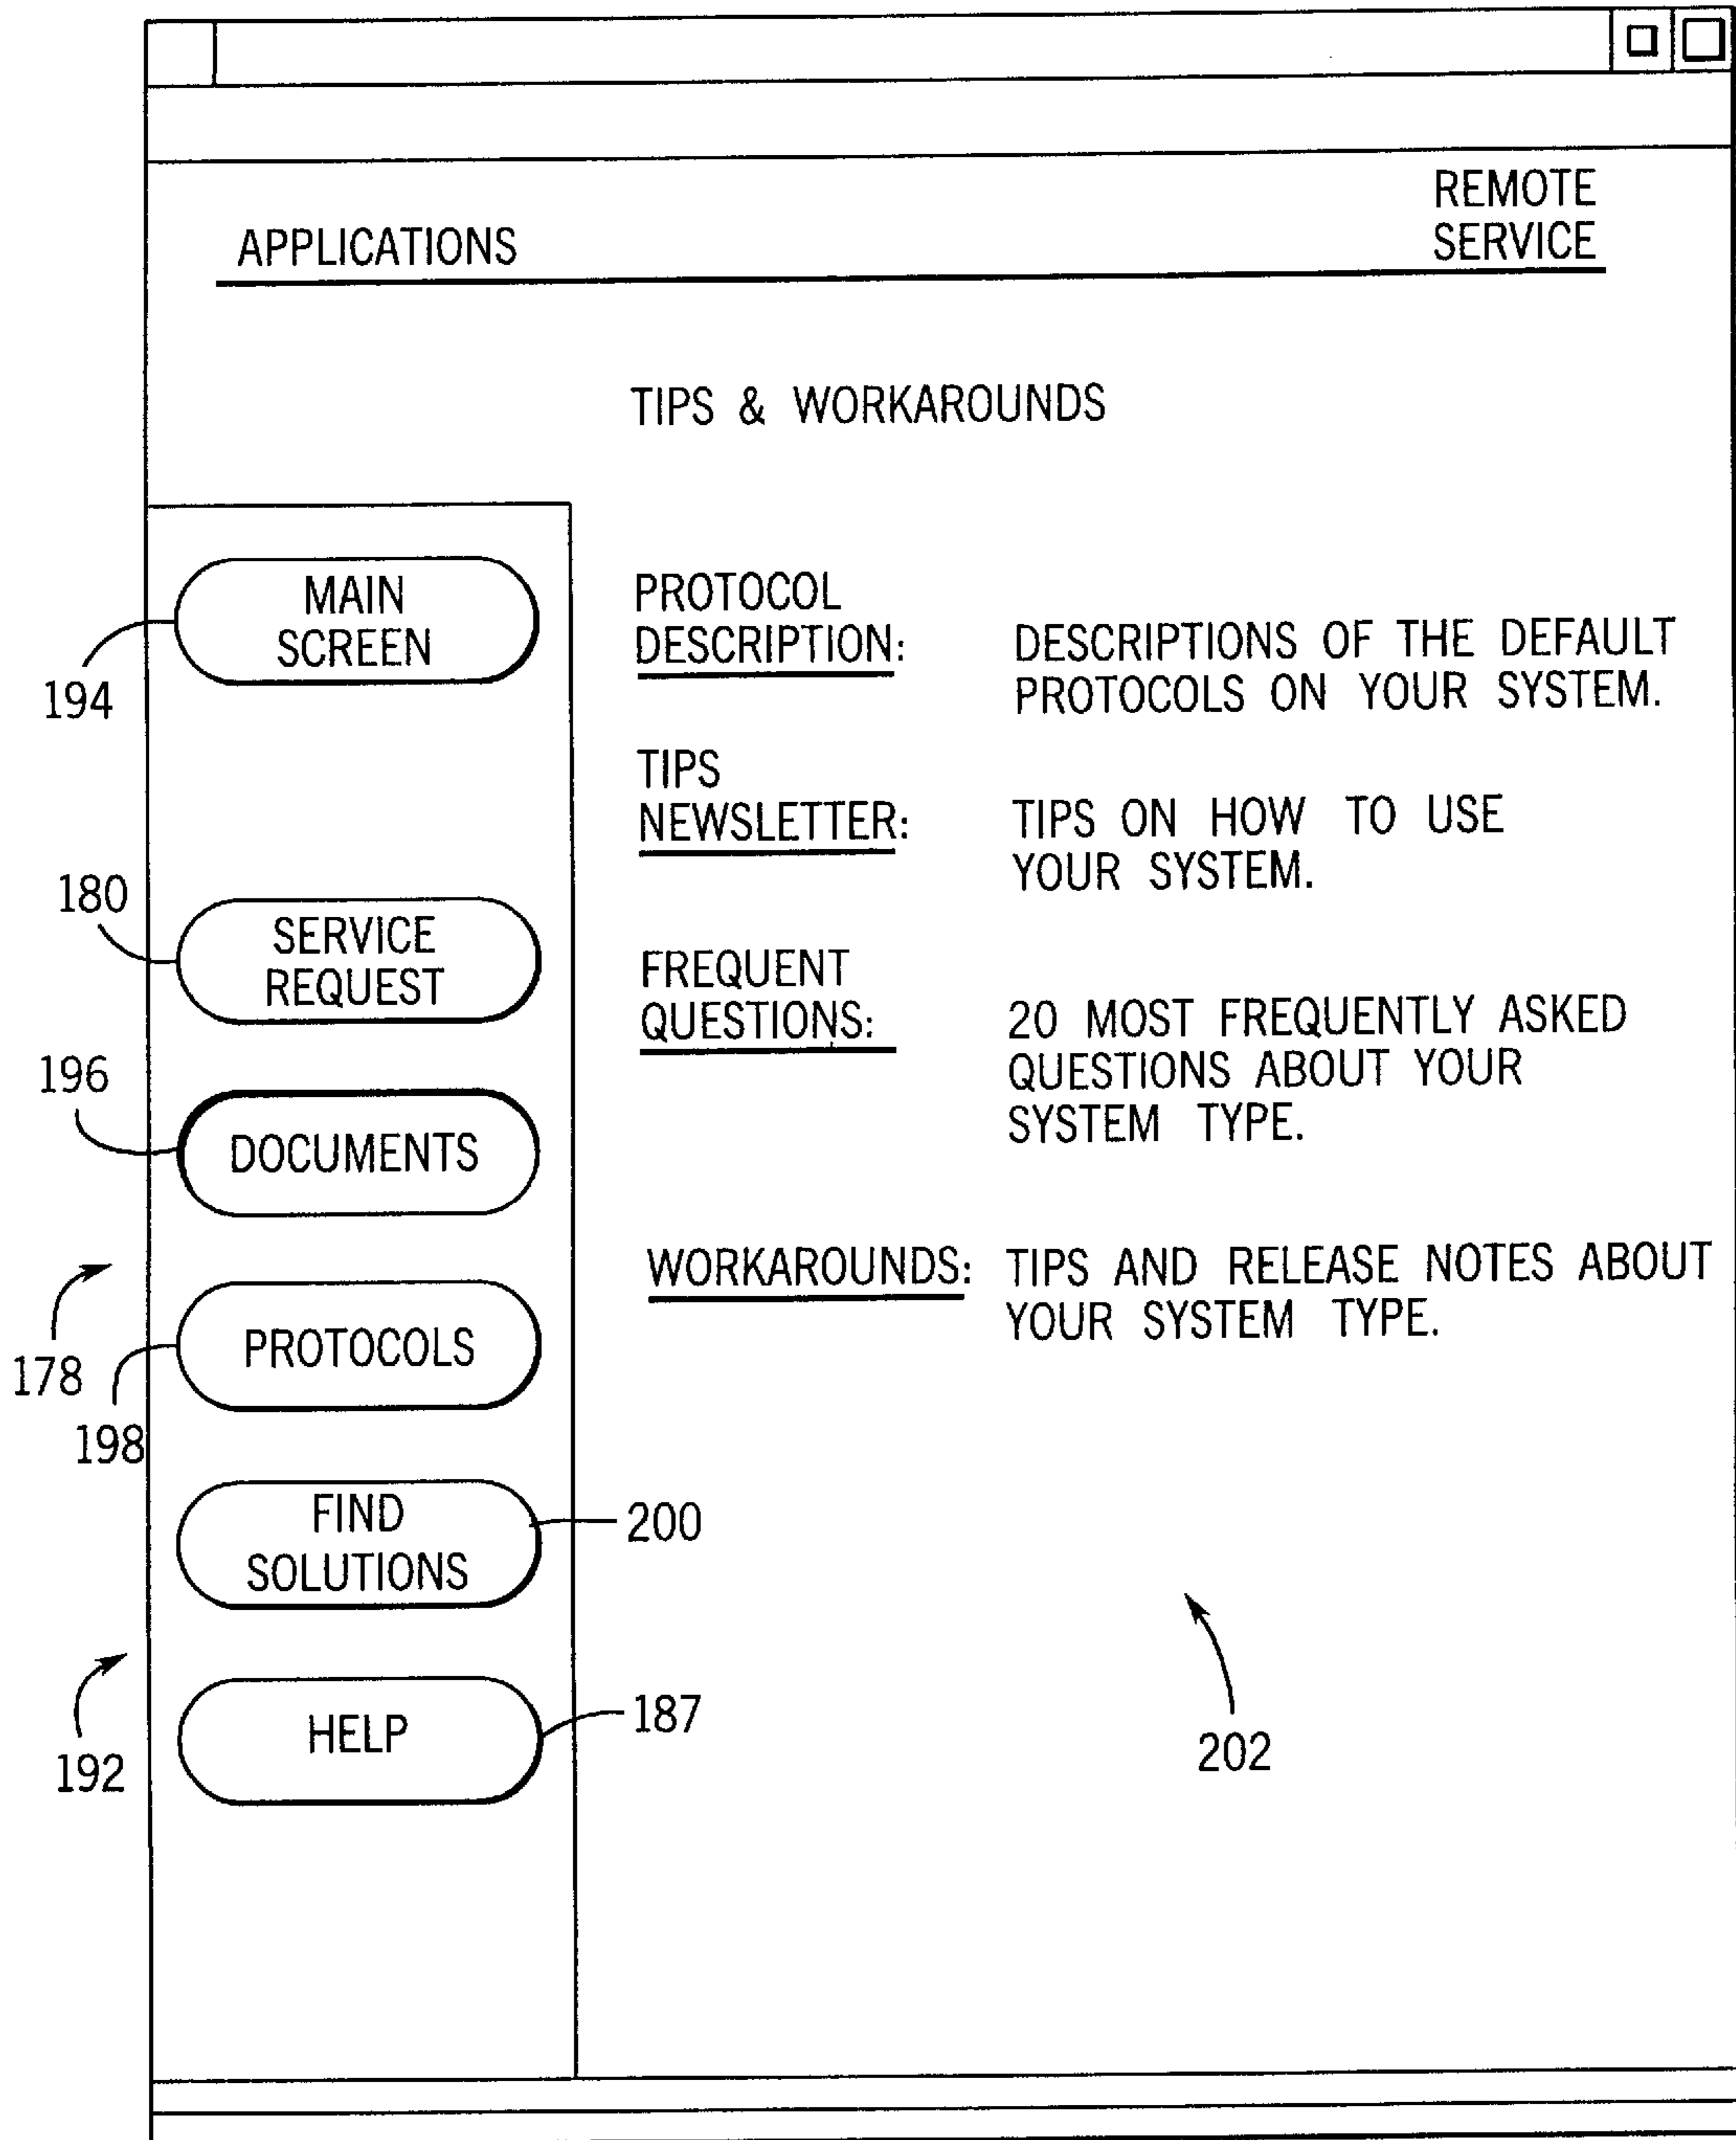 REMOTE
SERVICE
APPLICATIONS
TIPS & WORKAROUNDS
MAIN
SCREEN
194
180
SERVICE
REQUEST
196
DOCUMENTS
178
PROTOCOLS
198
FIND
SOLUTIONS
200
192
HELP
187
PROTOCOL
DESCRIPTION:
DESCRIPTIONS OF THE DEFAULT
PROTOCOLS ON YOUR SYSTEM.
TIPS
NEWSLETTER:
TIPS ON HOW TO USE
YOUR SYSTEM.
FREQUENT
QUESTIONS:
20 MOST FREQUENTLY ASKED
QUESTIONS ABOUT YOUR
SYSTEM TYPE.
WORKAROUNDS: TIPS AND RELEASE NOTES ABOUT
YOUR SYSTEM TYPE.
202